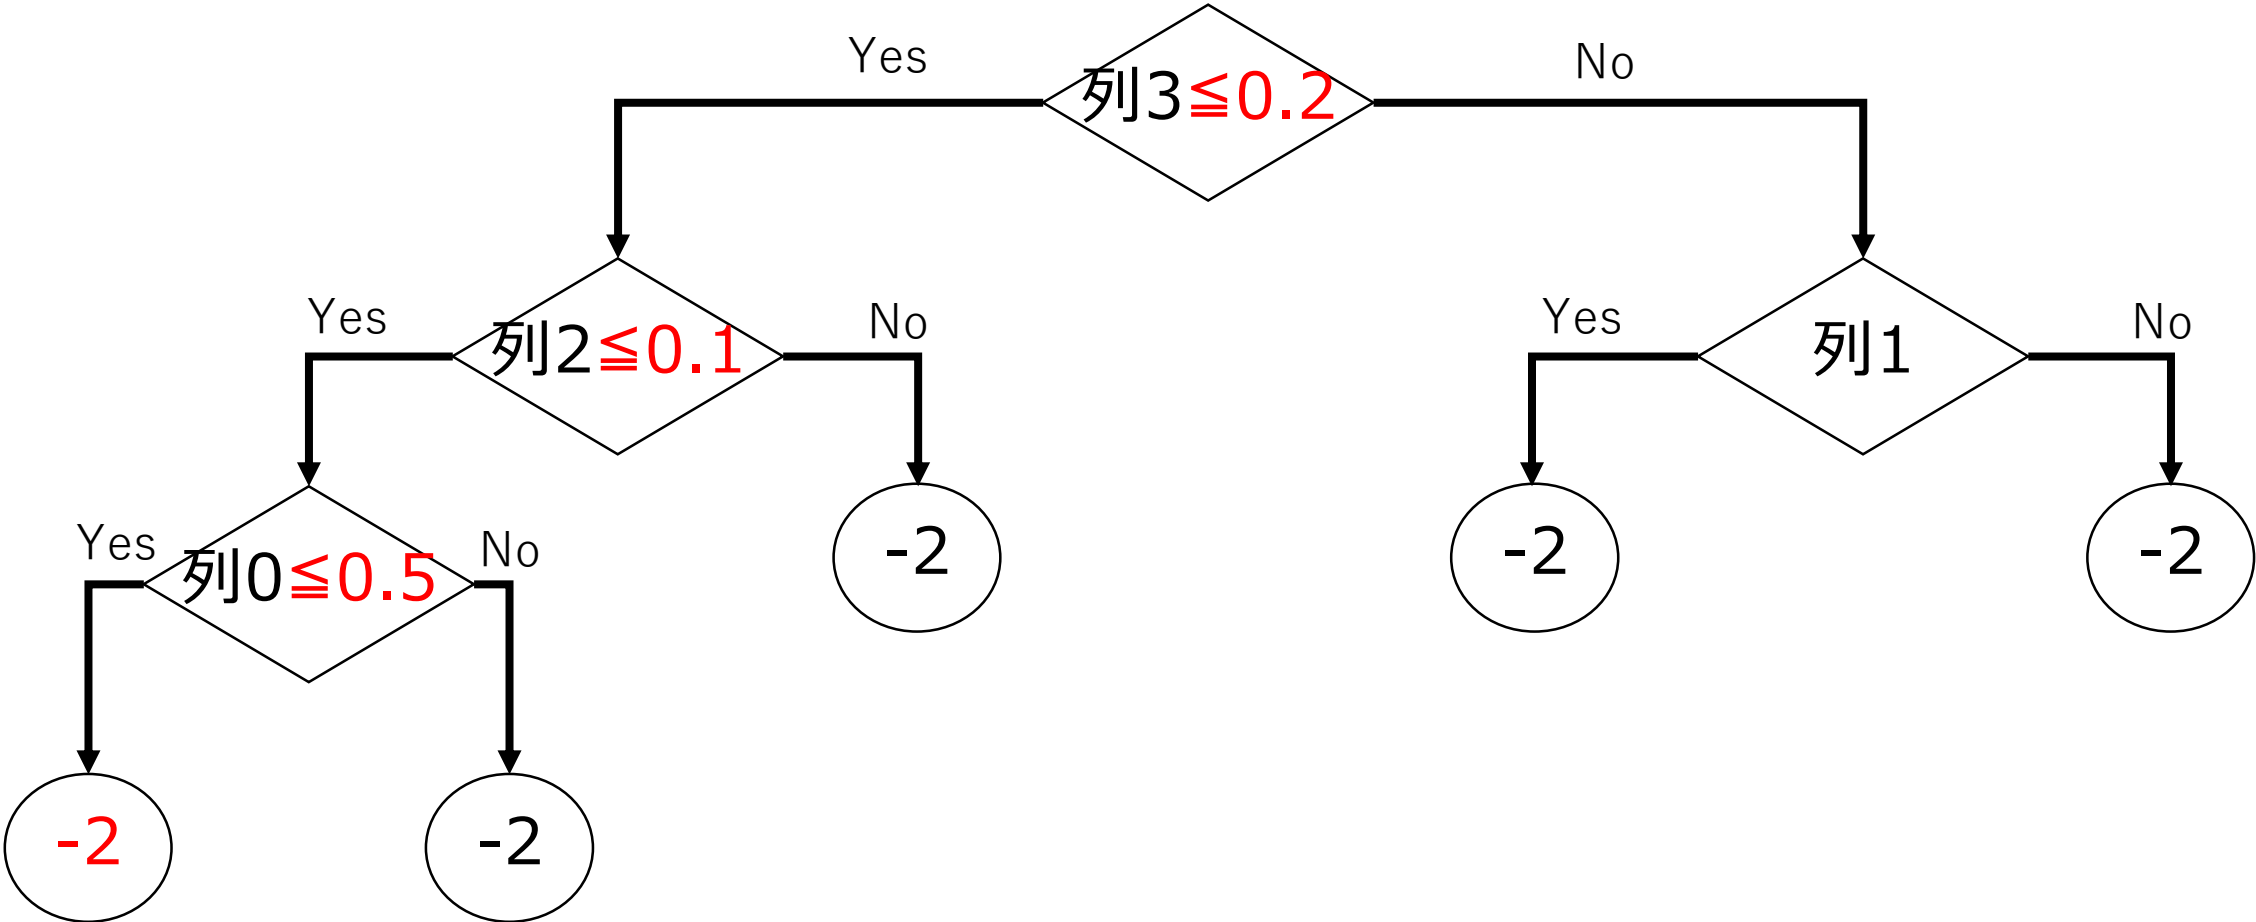 Yes
列3≦0.2
No
Yes
列2≦0.1
No
Yes
列1
No
Yes
列0≦0.5
No
-2
-2
-2
-2
-2